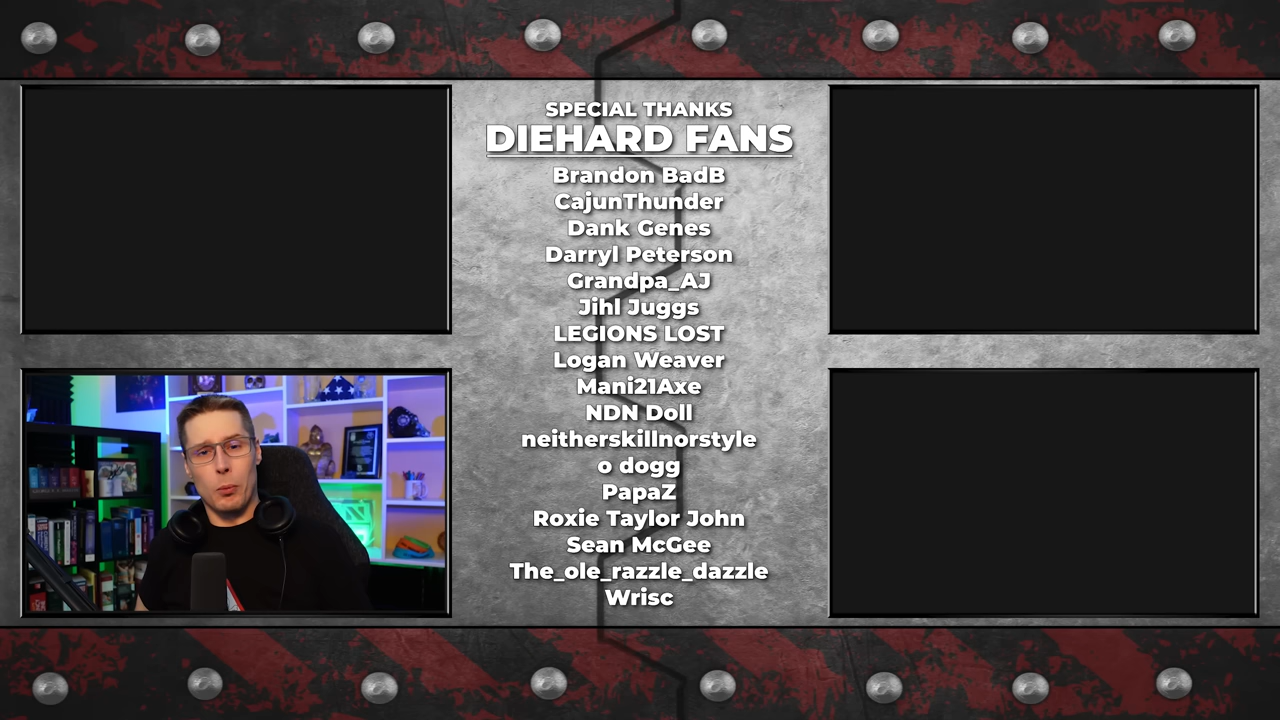 SPECIAL THANKS
DIEHARD FANS
Brandon BadB
CajunThunder
Dank Genes
Darryl Peterson
Grandpa_AJ
Jihl Juggs
LEGIONS LOST
Logan Weaver
Mani21Axe
NDN Doll
neitherskillnorstyle
o dogg
PapaZ
Roxie Taylor John
Sean McGee
The_ole_razzle_dazzle
Wrisc